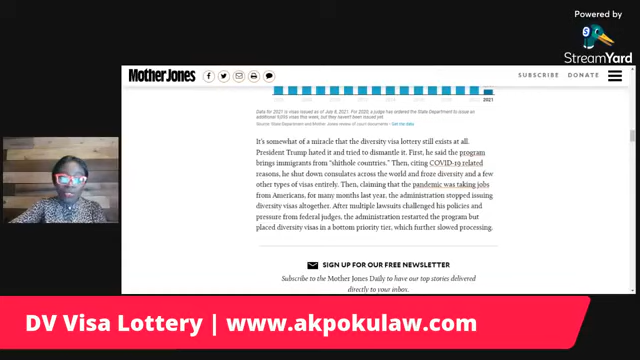 Powered by
StreamYard
Mother Jones
SUBSCRIBE DONATE
2021
Data for 2021 is visas issued as of July 8, 2021. For 2020, a judge has ordered the State Department to issue an
additional 9,095 visas this week, but they haven't been issued yet.
Source: State Department and Mother Jones review of court documents · Get the data
It's somewhat of a miracle that the diversity visa lottery still exists at all.
President Trump hated it and tried to dismantle it. First, he said the program
brings immigrants from "shithole countries." Then, citing COVID-19 related
reasons, he shut down consulates across the world and froze diversity and a few
other types of visas entirely. Then, claiming that the pandemic was taking jobs
from Americans, for many months last year, the administration stopped issuing
diversity visas altogether. After multiple lawsuits challenged his policies and
pressure from federal judges, the administration restarted the program but
placed diversity visas in a bottom priority tier, which further slowed processing.
SIGN UP FOR OUR FREE NEWSLETTER
Subscribe to the Mother Jones Daily to have our top stories delivered
directly to your inbox.
DV Visa Lottery | www.akpokulaw.com